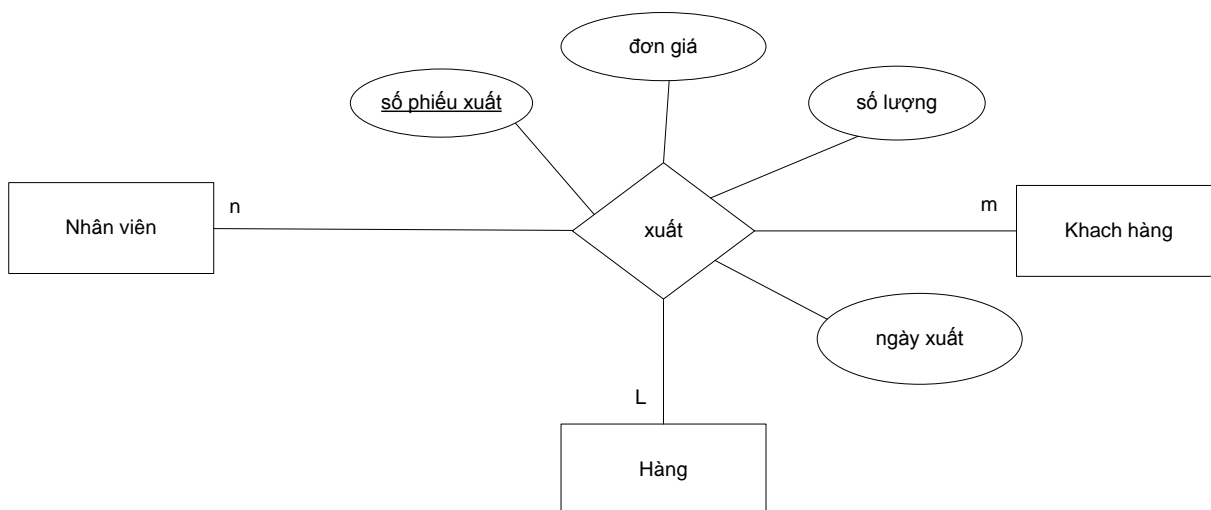 đơn giá
số phiếu xuất
số lượng
Nhân viên
n
xuất
m
Khach hàng
ngày xuất
L
Hàng